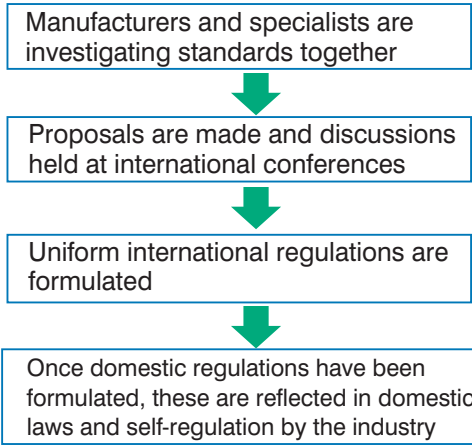 Manufacturers and specialists are
investigating standards together
Proposals are made and discussions
held at international conferences
Uniform international regulations are
formulated
Once domestic regulations have been
formulated, these are reflected in domestic
laws and self-regulation by the industry